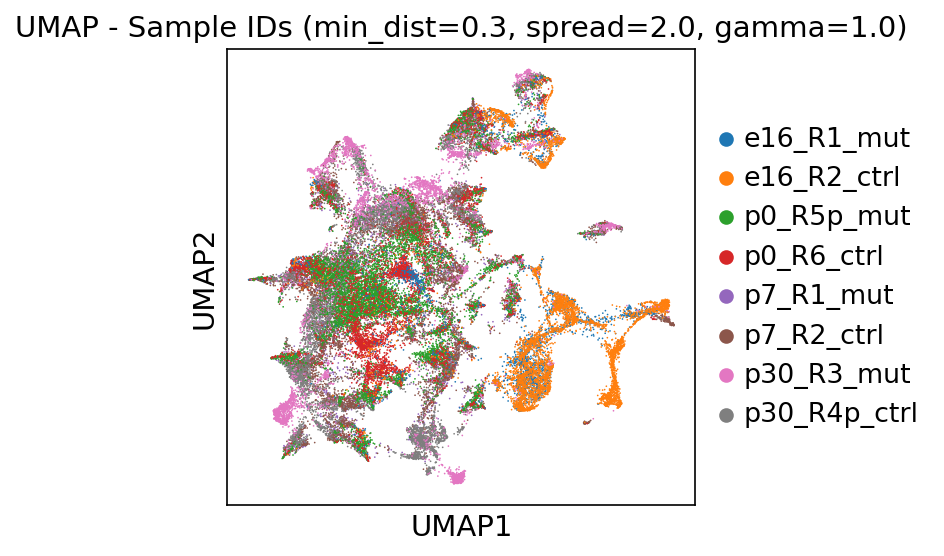 UMAP - Sample IDs (min_dist=0.3, spread=2.0, gamma=1.0)
UMAP2
UMAP1
e16_R1_mut
e16_R2_ctrl
p0_R5p_mut
p0_R6_ctrl
p7_R1_mut
p7_R2_ctrl
p30_R3_mut
p30_R4p_ctrl